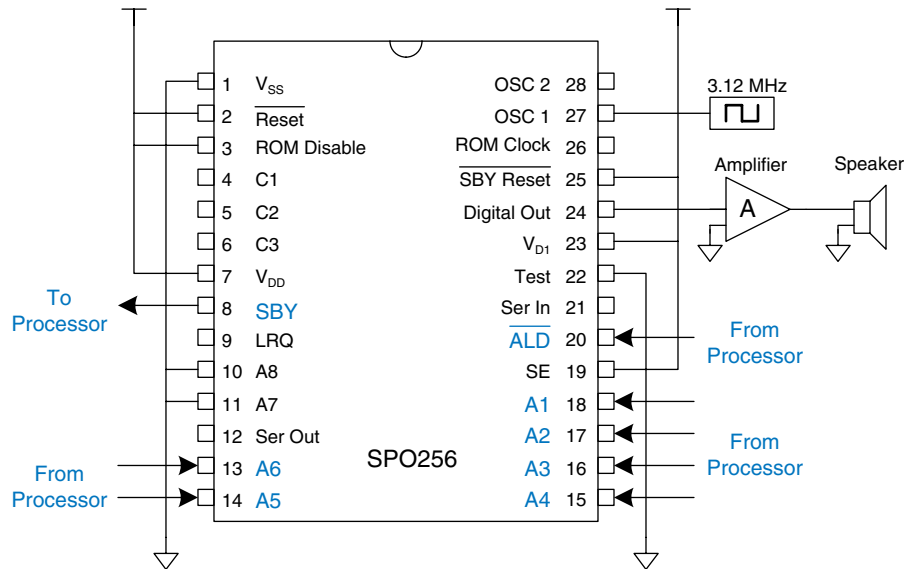 1 V_SS
2 Reset
3 ROM Disable
4 C1
5 C2
6 C3
7 V_DD
8 SBY
9 LRQ
10 A8
11 A7
12 Ser Out
13 A6
14 A5
To
Processor
From
Processor
SPO256
OSC 2 28
OSC 1 27
ROM Clock 26
SBY Reset 25
Digital Out 24
V_D1 23
Test 22
Ser In 21
ALD 20
SE 19
A1 18
A2 17
A3 16
A4 15
3.12 MHz
Amplifier
A
Speaker
From
Processor
From
Processor